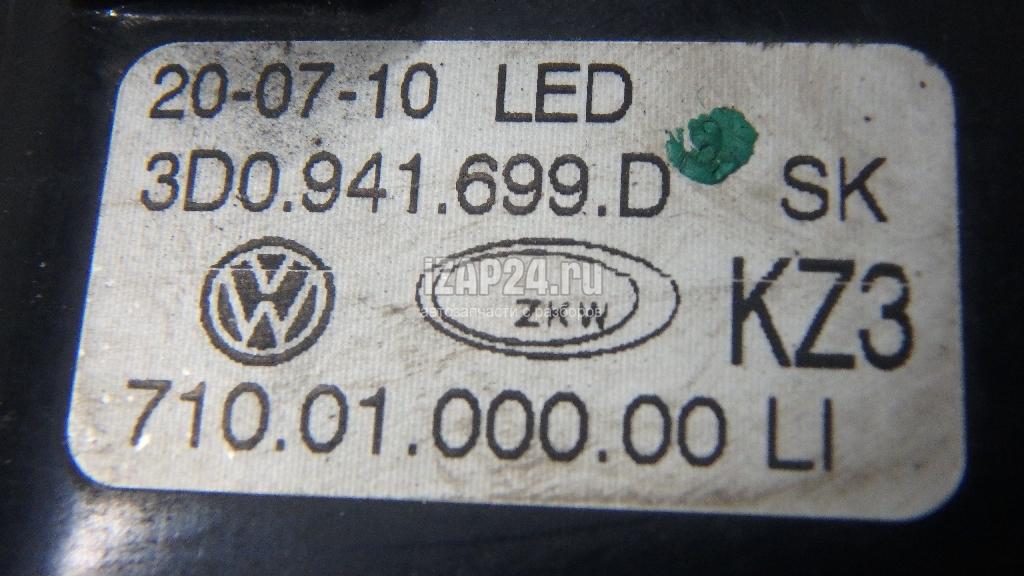 20-07-10 LED
3D0.941.699.D SK
VW ZKW KZ3
iZAP24.ru
автозапчасти с разборов
710.01.000.00 LI